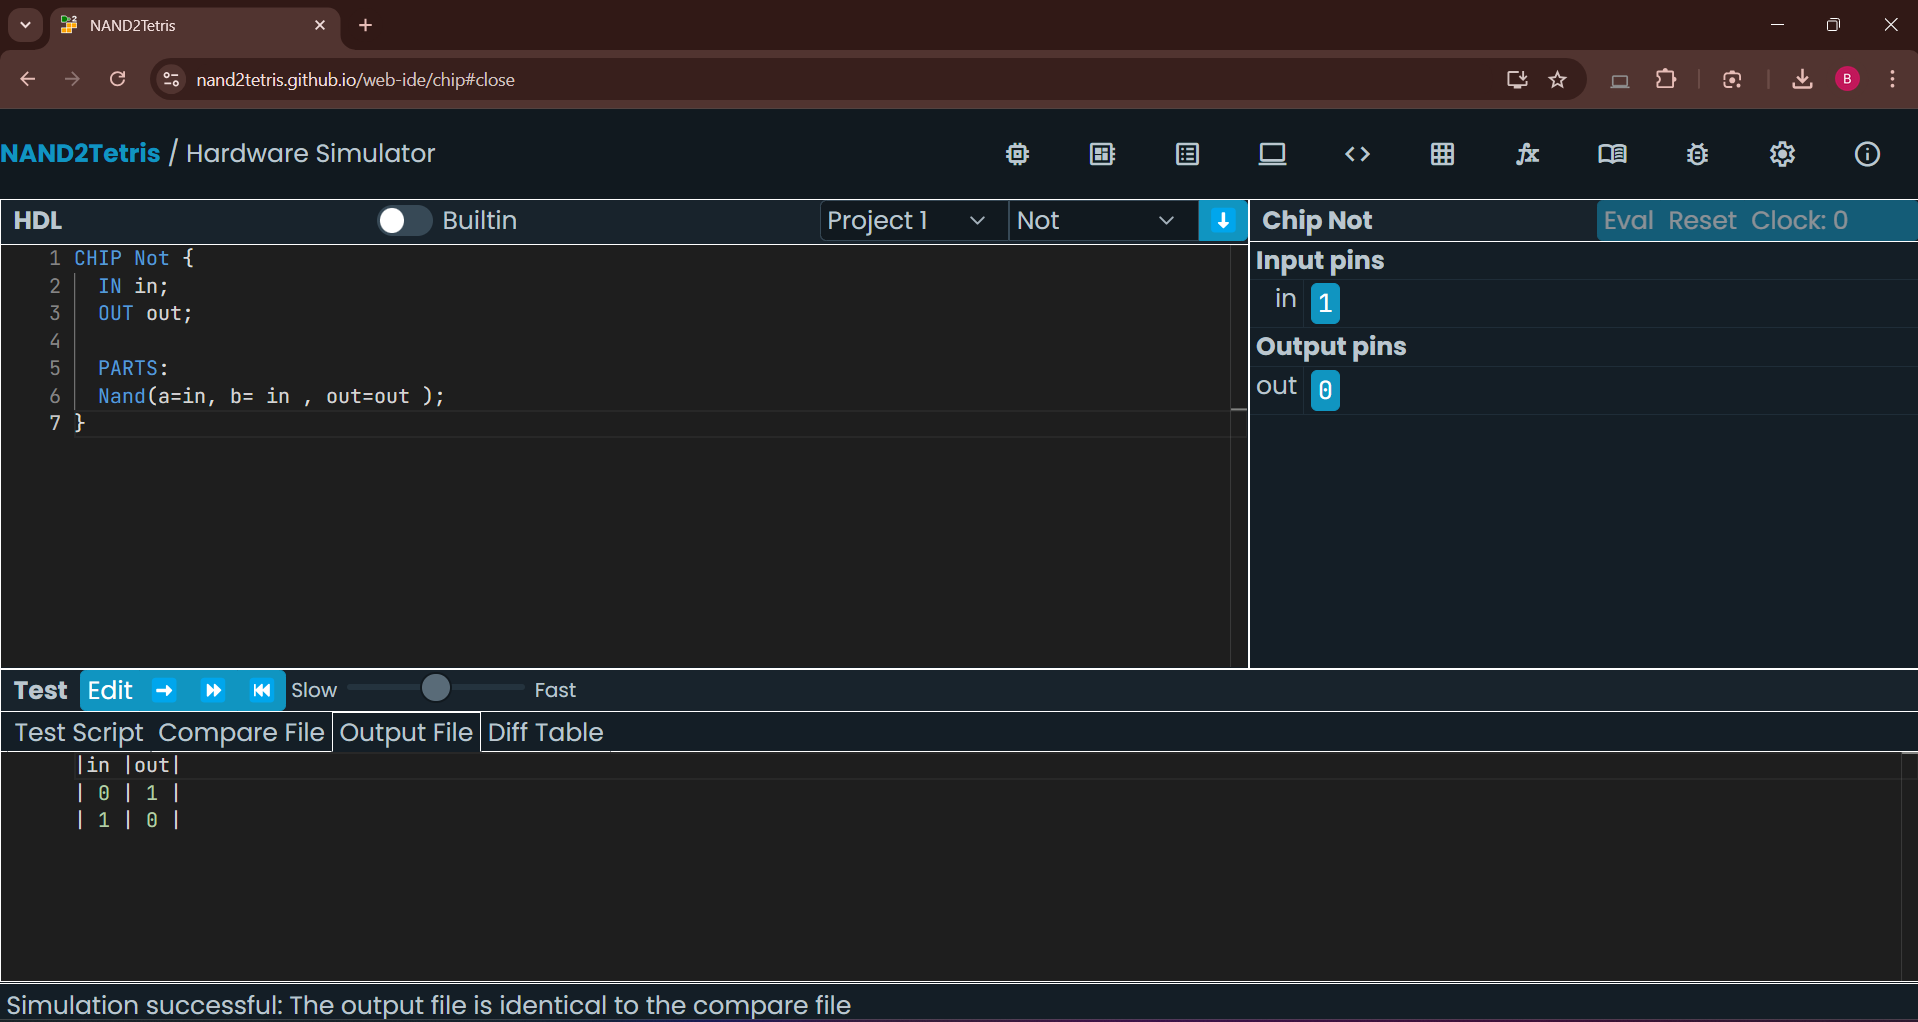 NAND2Tetris
nand2tetris.github.io/web-ide/chip#close
B
NAND2Tetris / Hardware Simulator
HDL Builtin Project 1 Not
Chip Not Eval Reset Clock: 0
1 CHIP Not {
2 IN in;
3 OUT out;
4
5 PARTS:
6 Nand(a=in, b= in , out=out );
7 }
Input pins
in 1
Output pins
out 0
Test Edit Slow Fast
Test Script Compare File Output File Diff Table
|in |out|
| 0 | 1 |
| 1 | 0 |
Simulation successful: The output file is identical to the compare file